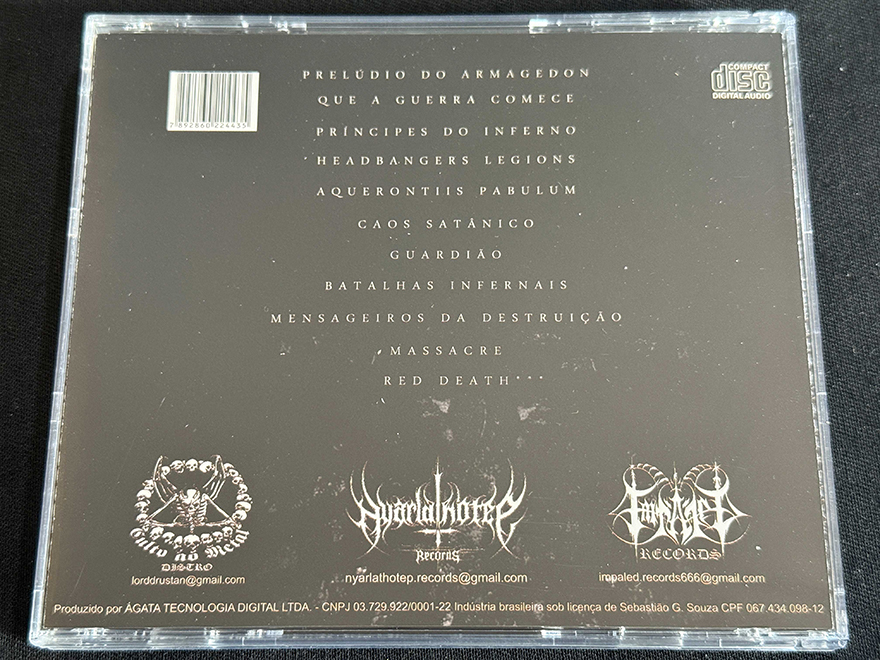 PRELÚDIO DO ARMAGEDON
QUE A GUERRA COMECE
PRÍNCIPES DO INFERNO
HEADBANGERS LEGIONS
AQUERONTIIS PABULUM
CAOS SATÂNICO
GUARDIÃO
BATALHAS INFERNAIS
MENSAGEIROS DA DESTRUIÇÃO
MASSACRE
RED DEATH***
7 892860 224435
COMPACT
disc
DIGITAL AUDIO
Culto ao Metal
DISTRO
lorddrustan@gmail.com
Nyarlathotep
Records
nyarlathotep.records@gmail.com
Impaled
RECORDS
impaled.records666@gmail.com
Produzido por ÁGATA TECNOLOGIA DIGITAL LTDA. - CNPJ 03.729.922/0001-22 Indústria brasileira sob licença de Sebastião G. Souza CPF 067.434.098-12